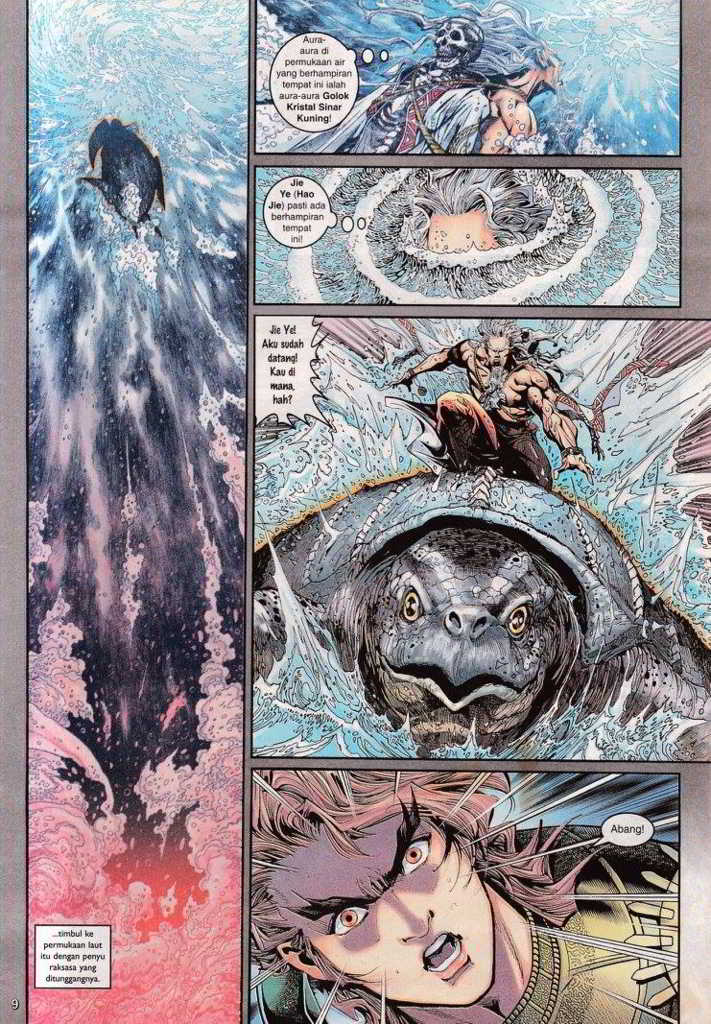 ...timbul ke
permukaan laut
itu dengan penyu
raksasa yang
ditunggangnya.
Aura-
aura di
permukaan air
yang berhampiran
tempat ini ialah
aura-aura Golok
Kristal Sinar
Kuning!
Jie
Ye (Hao
Jie) pasti ada
berhampiran
tempat
ini!
Jie Ye!
Aku sudah
datang!
Kau di
mana,
hah?
Abang!
9